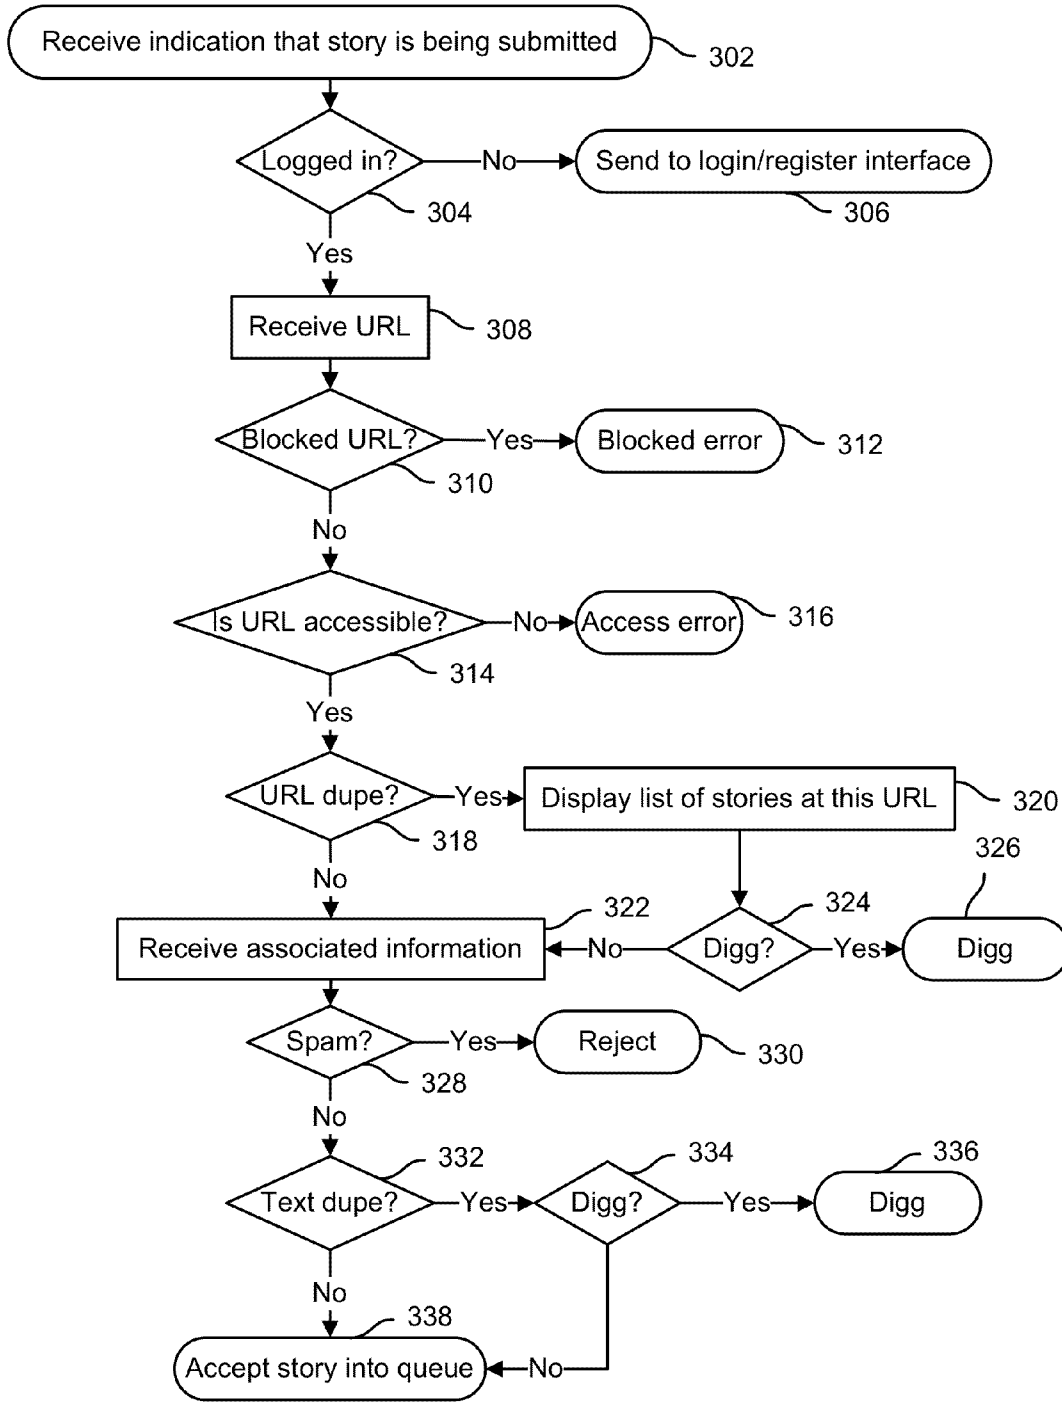 Receive indication that story is being submitted
302
Logged in?
No
Send to login/register interface
304
306
Yes
Receive URL
308
Blocked URL?
Yes
Blocked error
312
310
No
Is URL accessible?
No
Access error
316
314
Yes
URL dupe?
Yes
Display list of stories at this URL
320
318
326
No
322
324
Receive associated information
No
Digg?
Yes
Digg
Spam?
Yes
Reject
330
328
No
332
334
336
Text dupe?
Yes
Digg?
Yes
Digg
No
338
Accept story into queue
No